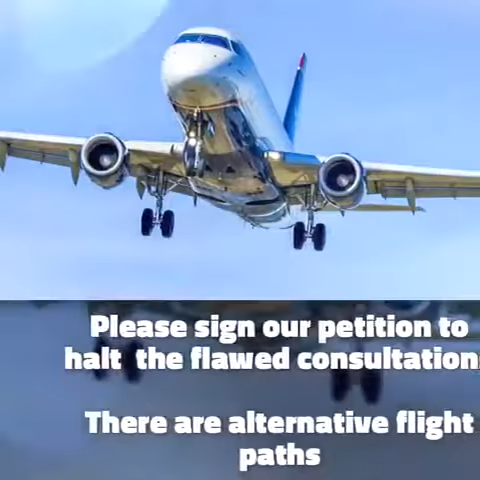 Please sign our petition to
halt the flawed consultation
There are alternative flight
paths